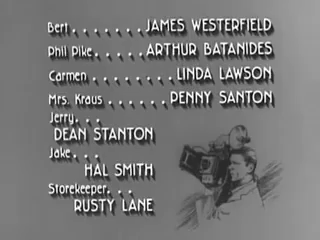 Bert.......JAMES WESTERFIELD
Phil Pike.....ARTHUR BATANIDES
Carmen........LINDA LAWSON
Mrs. Kraus......PENNY SANTON
Jerry...
DEAN STANTON
Jake...
HAL SMITH
Storekeeper...
RUSTY LANE